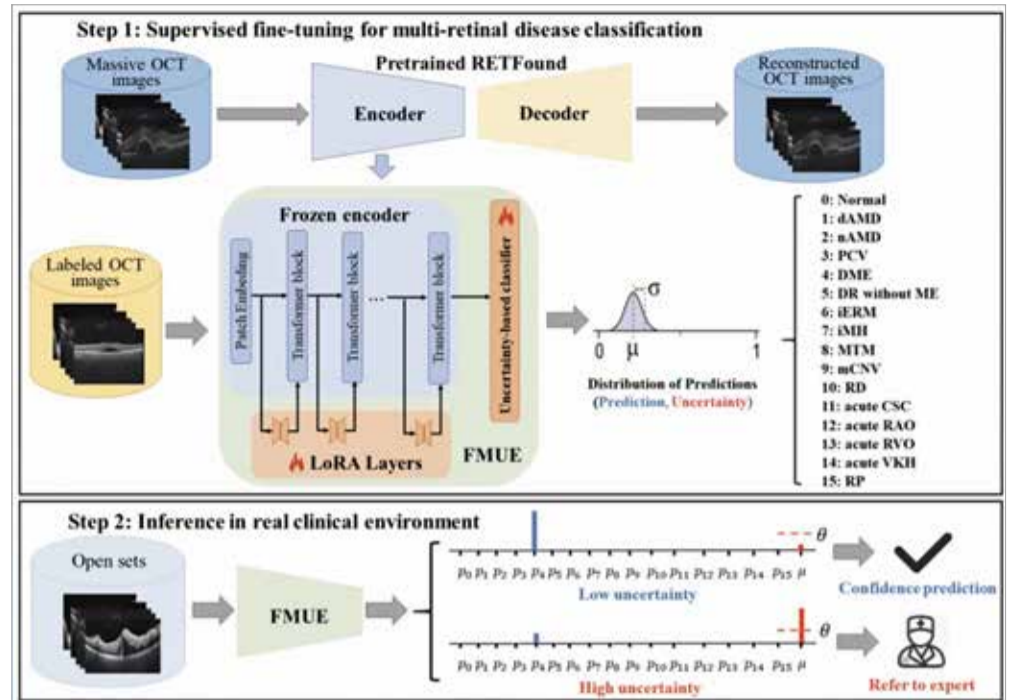 Step 1: Supervised fine-tuning for multi-retinal disease classification
Massive OCT
images
Pretrained RETFound
Encoder
Decoder
Reconstructed
OCT images
Labeled OCT
images
Frozen encoder
Patch Embeding
Transformer block
Transformer block
...
Transformer block
Uncertainty-based classifier
LoRA Layers
FMUE
σ
0 μ 1
Distribution of Predictions
(Prediction, Uncertainty)
0: Normal
1: dAMD
2: nAMD
3: PCV
4: DME
5: DR without ME
6: iERM
7: iMH
8: MTM
9: mCNV
10: RD
11: acute CSC
12: acute RAO
13: acute RVO
14: acute VKH
15: RP
Step 2: Inference in real clinical environment
Open sets
FMUE
θ
p0 p1 p2 p3 p4 p5 p6 p7 p8 p9 p10 p11 p12 p13 p14 p15 μ
Low uncertainty
Confidence prediction
θ
p0 p1 p2 p3 p4 p5 p6 p7 p8 p9 p10 p11 p12 p13 p14 p15 μ
High uncertainty
Refer to expert